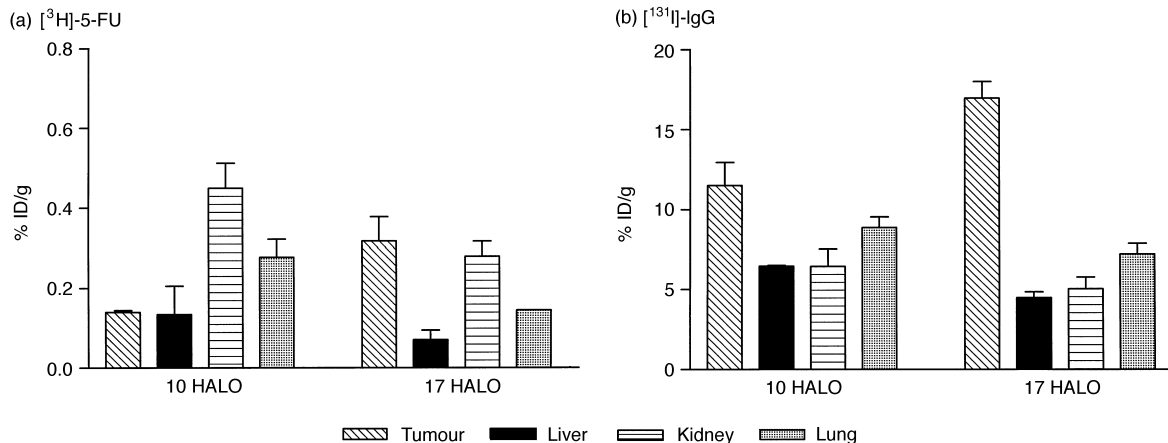 (a) [³H]-5-FU
0.8
0.6
0.4
0.2
0.0
% ID/g
10 HALO 17 HALO
(b) [¹³¹I]-IgG
20
15
10
5
0
% ID/g
10 HALO 17 HALO
Tumour Liver Kidney Lung